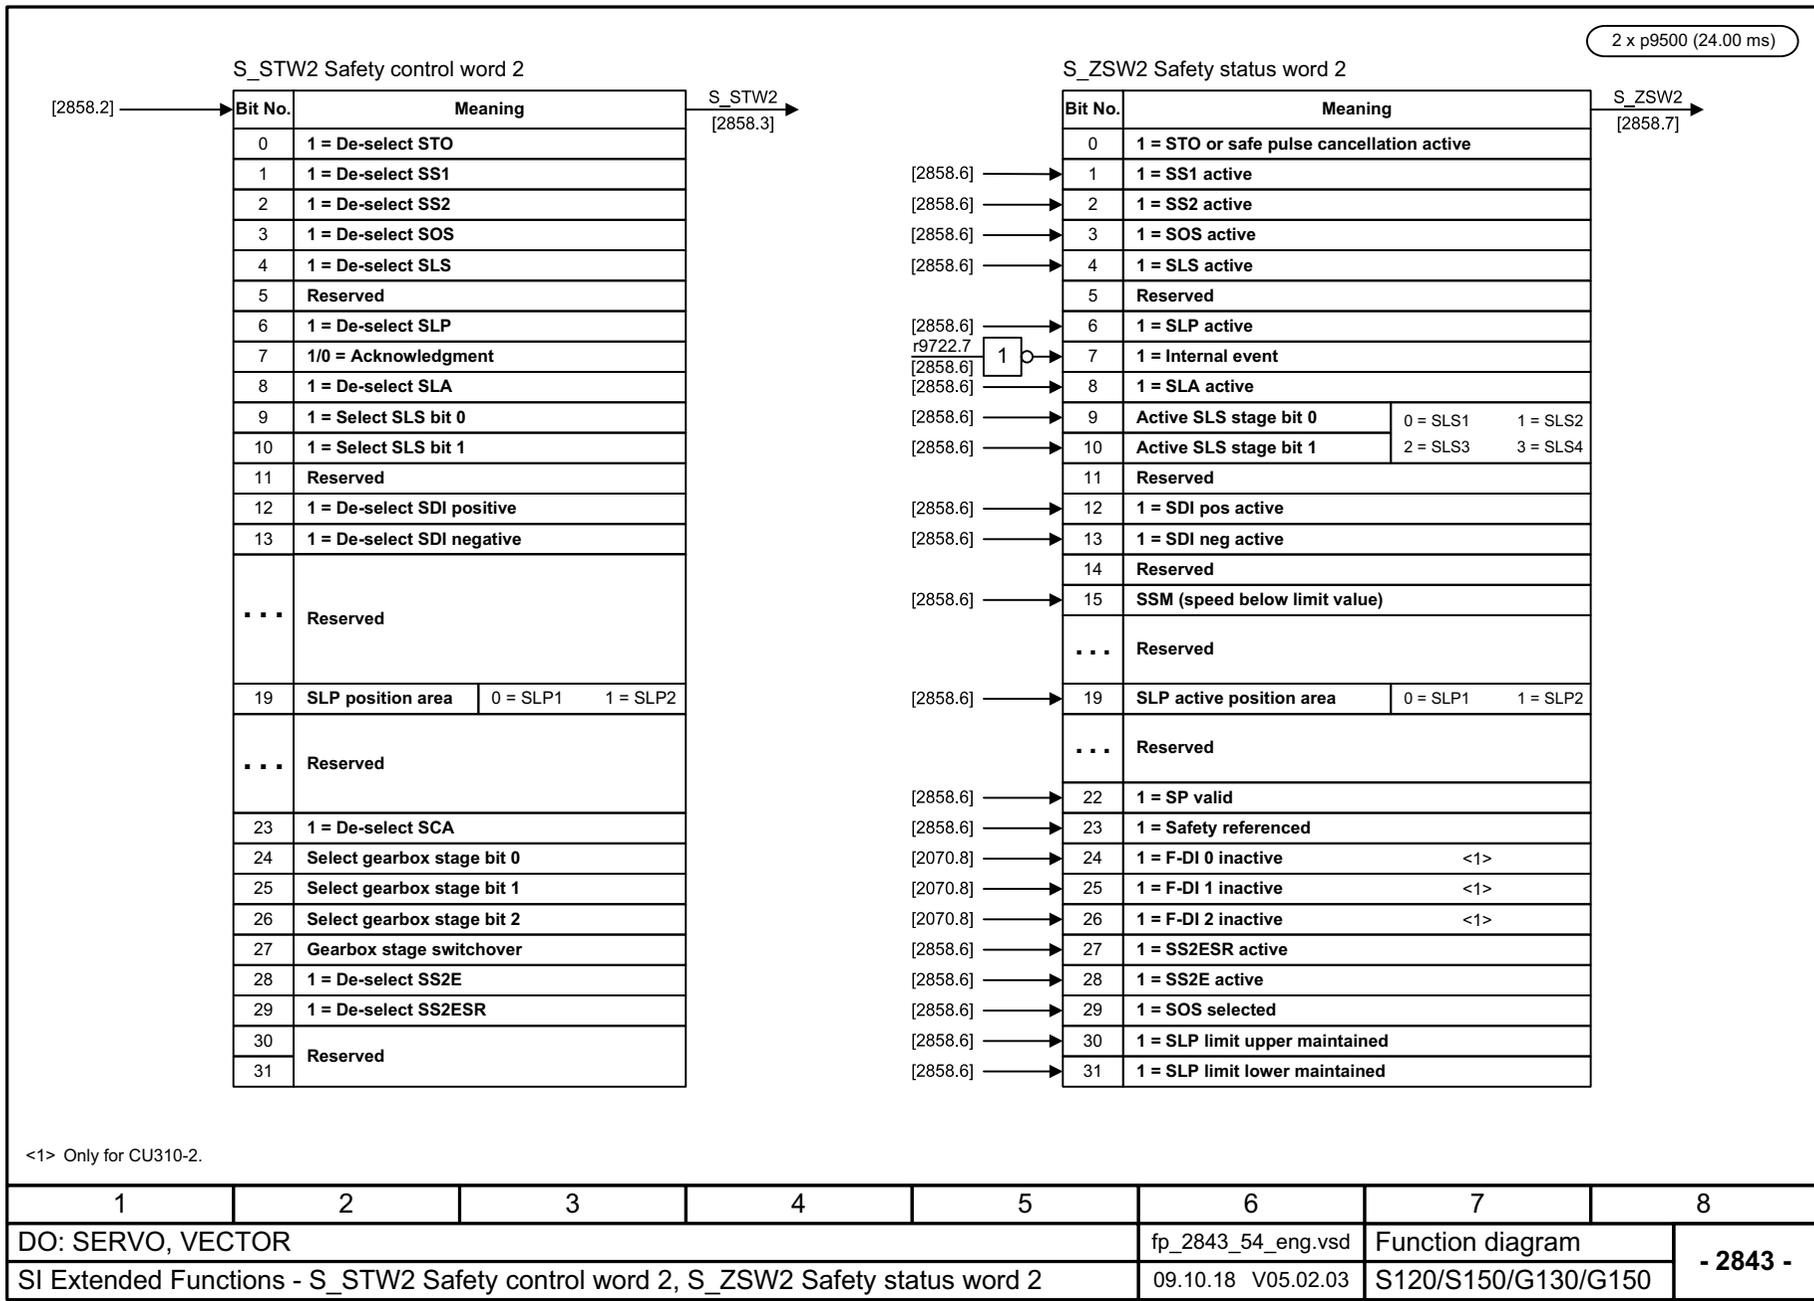 2 x p9500 (24.00 ms)
S_STW2 Safety control word 2
[2858.2]
Bit No. Meaning
S_STW2
[2858.3]
0 1 = De-select STO
1 1 = De-select SS1
2 1 = De-select SS2
3 1 = De-select SOS
4 1 = De-select SLS
5 Reserved
6 1 = De-select SLP
7 1/0 = Acknowledgment
8 1 = De-select SLA
9 1 = Select SLS bit 0
10 1 = Select SLS bit 1
11 Reserved
12 1 = De-select SDI positive
13 1 = De-select SDI negative
... Reserved
19 SLP position area 0 = SLP1 1 = SLP2
... Reserved
23 1 = De-select SCA
24 Select gearbox stage bit 0
25 Select gearbox stage bit 1
26 Select gearbox stage bit 2
27 Gearbox stage switchover
28 1 = De-select SS2E
29 1 = De-select SS2ESR
30
Reserved
31
S_ZSW2 Safety status word 2
Bit No. Meaning
S_ZSW2
[2858.7]
0 1 = STO or safe pulse cancellation active
[2858.6] 1 1 = SS1 active
[2858.6] 2 1 = SS2 active
[2858.6] 3 1 = SOS active
[2858.6] 4 1 = SLS active
5 Reserved
[2858.6] 6 1 = SLP active
r9722.7
[2858.6] 1 7 1 = Internal event
[2858.6] 8 1 = SLA active
[2858.6] 9 Active SLS stage bit 0 0 = SLS1 1 = SLS2
[2858.6] 10 Active SLS stage bit 1 2 = SLS3 3 = SLS4
11 Reserved
[2858.6] 12 1 = SDI pos active
[2858.6] 13 1 = SDI neg active
14 Reserved
[2858.6] 15 SSM (speed below limit value)
... Reserved
[2858.6] 19 SLP active position area 0 = SLP1 1 = SLP2
... Reserved
[2858.6] 22 1 = SP valid
[2858.6] 23 1 = Safety referenced
[2070.8] 24 1 = F-DI 0 inactive <1>
[2070.8] 25 1 = F-DI 1 inactive <1>
[2070.8] 26 1 = F-DI 2 inactive <1>
[2858.6] 27 1 = SS2ESR active
[2858.6] 28 1 = SS2E active
[2858.6] 29 1 = SOS selected
[2858.6] 30 1 = SLP limit upper maintained
[2858.6] 31 1 = SLP limit lower maintained
<1> Only for CU310-2.
1 2 3 4 5 6 7 8
DO: SERVO, VECTOR fp_2843_54_eng.vsd Function diagram
- 2843 -
SI Extended Functions - S_STW2 Safety control word 2, S_ZSW2 Safety status word 2 09.10.18 V05.02.03 S120/S150/G130/G150